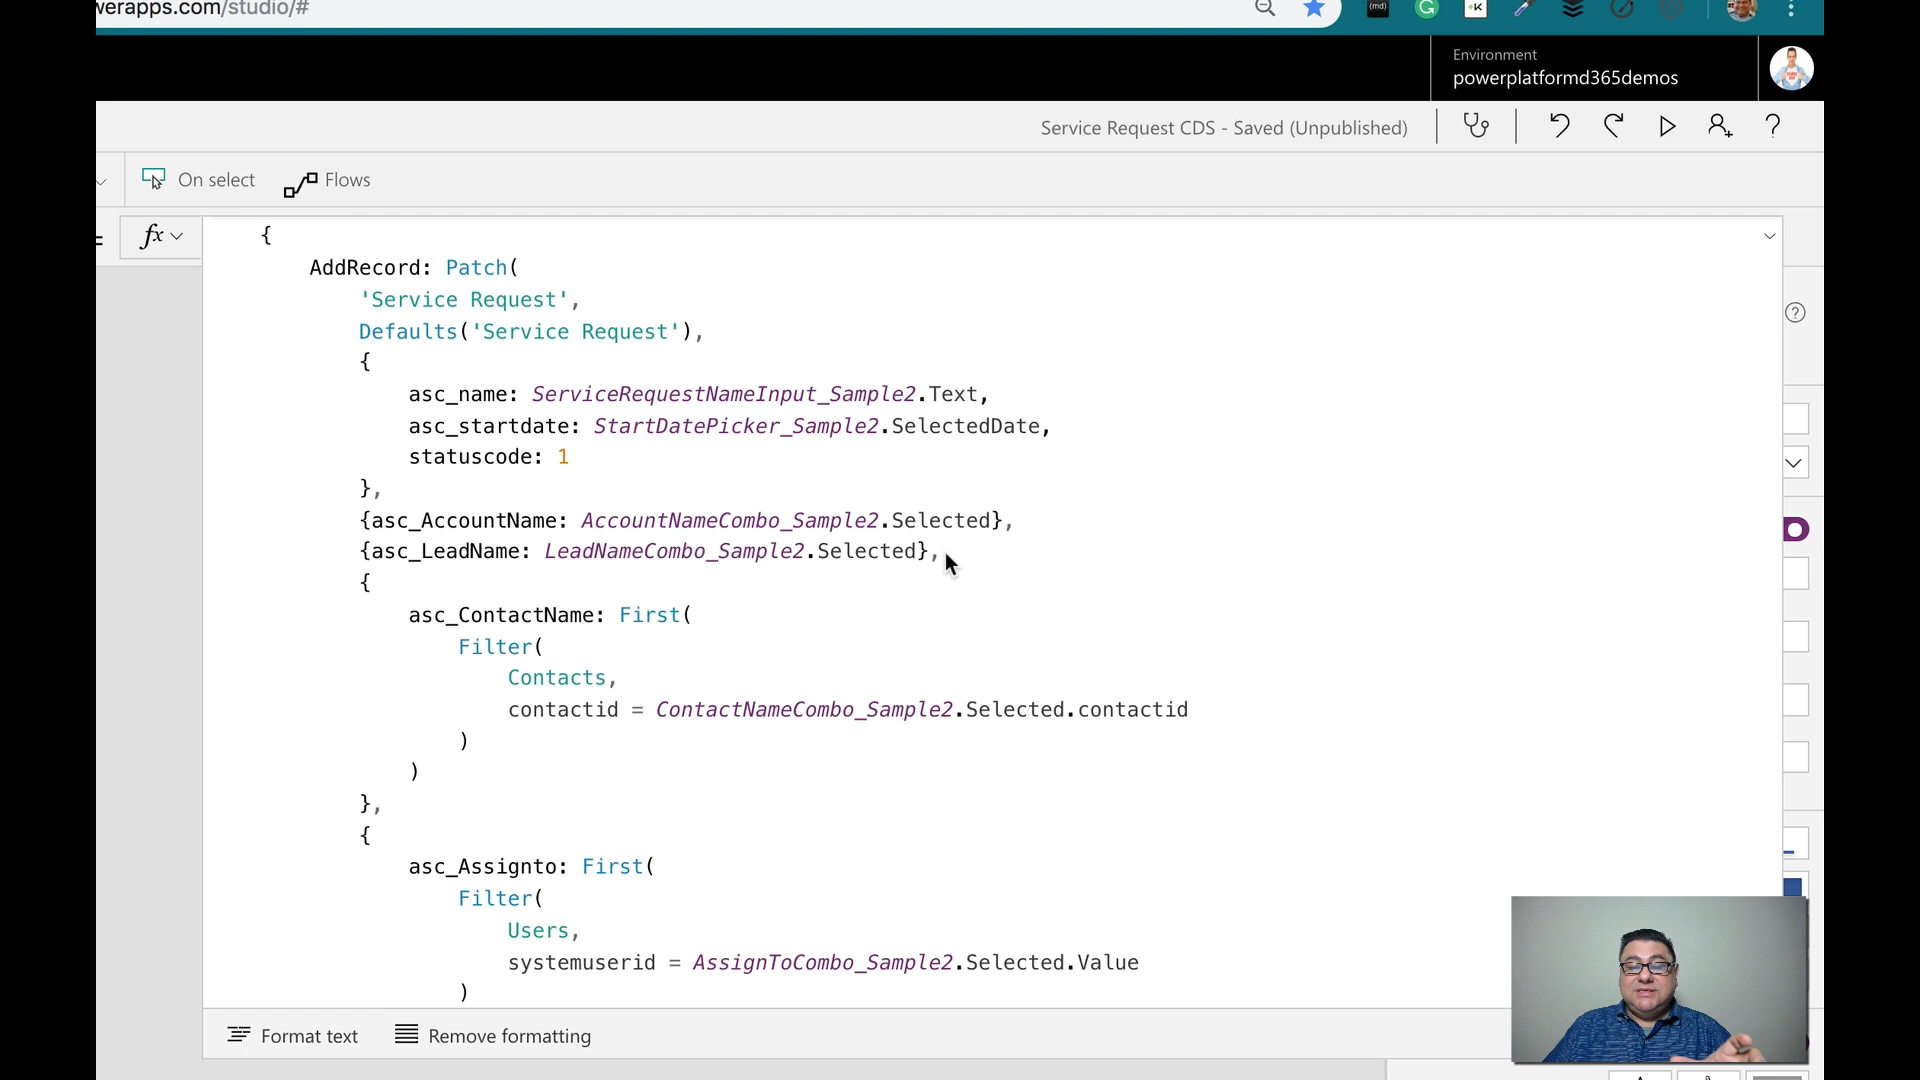 werapps.com/studio/#
Environment
powerplatformd365demos
Service Request CDS - Saved (Unpublished)
On select
Flows
= fx
{
AddRecord: Patch(
'Service Request',
Defaults('Service Request'),
{
asc_name: ServiceRequestNameInput_Sample2.Text,
asc_startdate: StartDatePicker_Sample2.SelectedDate,
statuscode: 1
},
{asc_AccountName: AccountNameCombo_Sample2.Selected},
{asc_LeadName: LeadNameCombo_Sample2.Selected},
{
asc_ContactName: First(
Filter(
Contacts,
contactid = ContactNameCombo_Sample2.Selected.contactid
)
)
},
{
asc_Assignto: First(
Filter(
Users,
systemuserid = AssignToCombo_Sample2.Selected.Value
)
Format text
Remove formatting